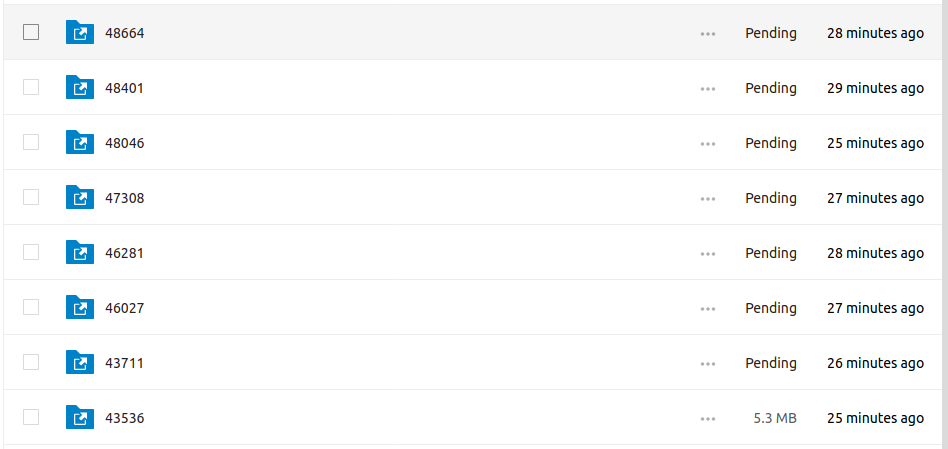 48664 ... Pending 28 minutes ago
48401 ... Pending 29 minutes ago
48046 ... Pending 25 minutes ago
47308 ... Pending 27 minutes ago
46281 ... Pending 28 minutes ago
46027 ... Pending 27 minutes ago
43711 ... Pending 26 minutes ago
43536 ... 5.3 MB 25 minutes ago